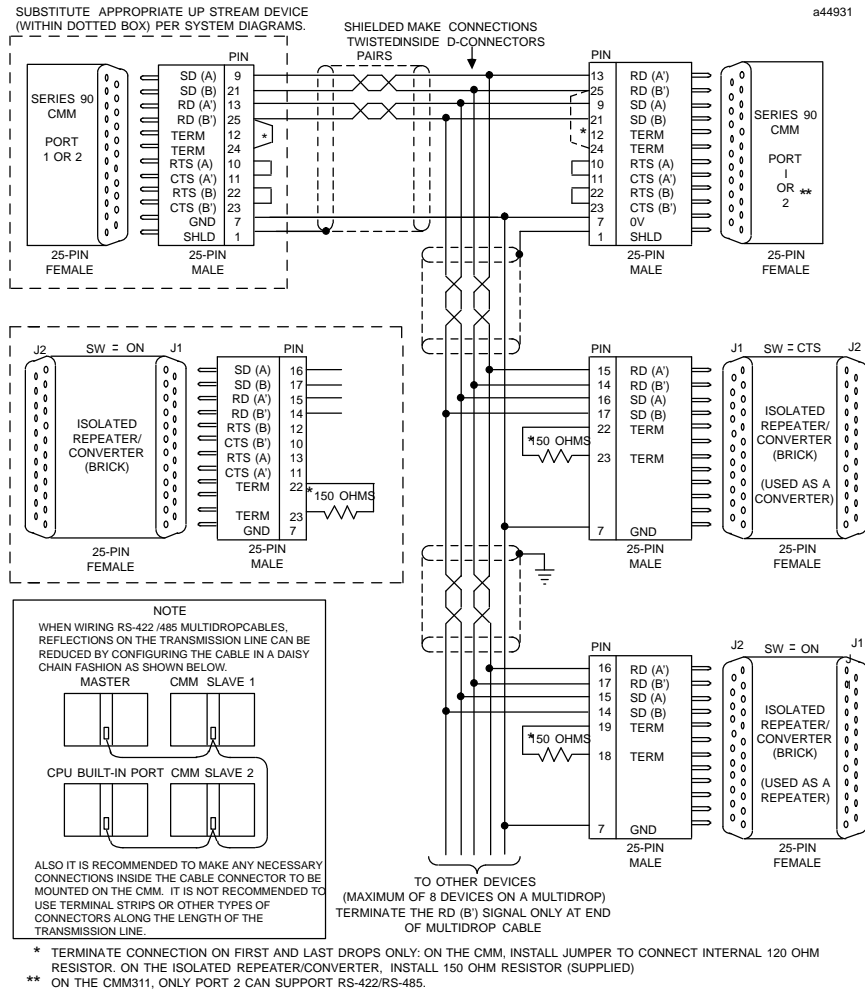 SUBSTITUTE APPROPRIATE UP STREAM DEVICE
(WITHIN DOTTED BOX) PER SYSTEM DIAGRAMS.
SHIELDED MAKE CONNECTIONS
TWISTEDINSIDE D-CONNECTORS
PAIRS
a44931
PIN
SERIES 90
CMM
PORT
1 OR 2
SD (A) 9
SD (B) 21
RD (A') 13
RD (B') 25
TERM 12 *
TERM 24
RTS (A) 10
CTS (A') 11
RTS (B) 22
CTS (B') 23
GND 7
SHLD 1
25-PIN
FEMALE
25-PIN
MALE
PIN
13 RD (A')
25 RD (B')
9 SD (A)
21 SD (B)
* 12 TERM
24 TERM
10 RTS (A)
11 CTS (A')
22 RTS (B)
23 CTS (B')
7 0V
1 SHLD
SERIES 90
CMM
PORT
I
OR
2 **
25-PIN
MALE
25-PIN
FEMALE
J2 SW = ON J1
PIN
ISOLATED
REPEATER/
CONVERTER
(BRICK)
SD (A) 16
SD (B) 17
RD (A') 15
RD (B') 14
RTS (B) 12
CTS (B') 10
RTS (A) 13
CTS (A') 11
TERM 22
* 150 OHMS
TERM 23
GND 7
25-PIN
FEMALE
25-PIN
MALE
PIN
15 RD (A')
14 RD (B')
16 SD (A)
17 SD (B)
22 TERM
*150 OHMS
23 TERM
7 GND
25-PIN
MALE
J1 SW = CTS J2
ISOLATED
REPEATER/
CONVERTER
(BRICK)
(USED AS A
CONVERTER)
25-PIN
FEMALE
NOTE
WHEN WIRING RS-422 /485 MULTIDROPCABLES,
REFLECTIONS ON THE TRANSMISSION LINE CAN BE
REDUCED BY CONFIGURING THE CABLE IN A DAISY
CHAIN FASHION AS SHOWN BELOW.
MASTER CMM SLAVE 1
CPU BUILT-IN PORT CMM SLAVE 2
ALSO IT IS RECOMMENDED TO MAKE ANY NECESSARY
CONNECTIONS INSIDE THE CABLE CONNECTOR TO BE
MOUNTED ON THE CMM. IT IS NOT RECOMMENDED TO
USE TERMINAL STRIPS OR OTHER TYPES OF
CONNECTORS ALONG THE LENGTH OF THE
TRANSMISSION LINE.
PIN
16 RD (A')
17 RD (B')
15 SD (A)
14 SD (B)
19 TERM
*150 OHMS
18 TERM
7 GND
25-PIN
MALE
J2 SW = ON J1
J
1
ISOLATED
REPEATER/
CONVERTER
(BRICK)
(USED AS A
REPEATER)
25-PIN
FEMALE
TO OTHER DEVICES
(MAXIMUM OF 8 DEVICES ON A MULTIDROP)
TERMINATE THE RD (B') SIGNAL ONLY AT END
OF MULTIDROP CABLE
* TERMINATE CONNECTION ON FIRST AND LAST DROPS ONLY: ON THE CMM, INSTALL JUMPER TO CONNECT INTERNAL 120 OHM
RESISTOR. ON THE ISOLATED REPEATER/CONVERTER, INSTALL 150 OHM RESISTOR (SUPPLIED)
** ON THE CMM311, ONLY PORT 2 CAN SUPPORT RS-422/RS-485.